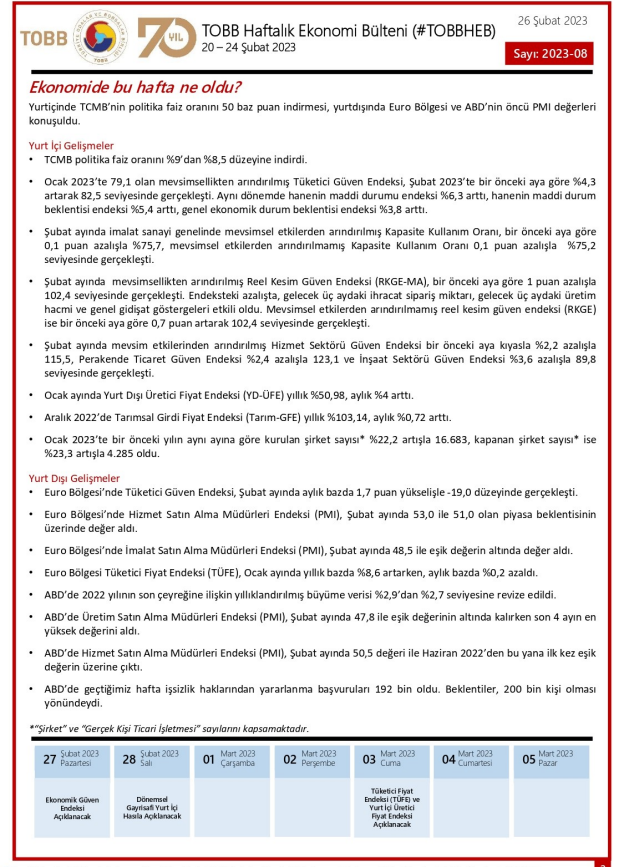 TOBB
70
YIL
TOBB Haftalık Ekonomi Bülteni (#TOBBHEB)
20 – 24 Şubat 2023
26 Şubat 2023
Sayı: 2023-08
Ekonomide bu hafta ne oldu?
Yurtiçinde TCMB'nin politika faiz oranını 50 baz puan indirmesi, yurtdışında Euro Bölgesi ve ABD'nin öncü PMI değerleri
konuşuldu.
Yurt İçi Gelişmeler
• TCMB politika faiz oranını %9'dan %8,5 düzeyine indirdi.
• Ocak 2023'te 79,1 olan mevsimsellikten arındırılmış Tüketici Güven Endeksi, Şubat 2023'te bir önceki aya göre %4,3
artarak 82,5 seviyesinde gerçekleşti. Aynı dönemde hanenin maddi durumu endeksi %6,3 arttı, hanenin maddi durum
beklentisi endeksi %5,4 arttı, genel ekonomik durum beklentisi endeksi %3,8 arttı.
• Şubat ayında imalat sanayi genelinde mevsimsel etkilerden arındırılmış Kapasite Kullanım Oranı, bir önceki aya göre
0,1 puan azalışla %75,7, mevsimsel etkilerden arındırılmamış Kapasite Kullanım Oranı 0,1 puan azalışla %75,2
seviyesinde gerçekleşti.
• Şubat ayında mevsimsellikten arındırılmış Reel Kesim Güven Endeksi (RKGE-MA), bir önceki aya göre 1 puan azalışla
102,4 seviyesinde gerçekleşti. Endeksteki azalışta, gelecek üç aydaki ihracat sipariş miktarı, gelecek üç aydaki üretim
hacmi ve genel gidişat göstergeleri etkili oldu. Mevsimsel etkilerden arındırılmamış reel kesim güven endeksi (RKGE)
ise bir önceki aya göre 0,7 puan artarak 102,4 seviyesinde gerçekleşti.
• Şubat ayında mevsim etkilerinden arındırılmış Hizmet Sektörü Güven Endeksi bir önceki aya kıyasla %2,2 azalışla
115,5, Perakende Ticaret Güven Endeksi %2,4 azalışla 123,1 ve İnşaat Sektörü Güven Endeksi %3,6 azalışla 89,8
seviyesinde gerçekleşti.
• Ocak ayında Yurt Dışı Üretici Fiyat Endeksi (YD-ÜFE) yıllık %50,98, aylık %4 arttı.
• Aralık 2022'de Tarımsal Girdi Fiyat Endeksi (Tarım-GFE) yıllık %103,14, aylık %0,72 arttı.
• Ocak 2023'te bir önceki yılın aynı ayına göre kurulan şirket sayısı* %22,2 artışla 16.683, kapanan şirket sayısı* ise
%23,3 artışla 4.285 oldu.
Yurt Dışı Gelişmeler
• Euro Bölgesi'nde Tüketici Güven Endeksi, Şubat ayında aylık bazda 1,7 puan yükselişle -19,0 düzeyinde gerçekleşti.
• Euro Bölgesi'nde Hizmet Satın Alma Müdürleri Endeksi (PMI), Şubat ayında 53,0 ile 51,0 olan piyasa beklentisinin
üzerinde değer aldı.
• Euro Bölgesi'nde İmalat Satın Alma Müdürleri Endeksi (PMI), Şubat ayında 48,5 ile eşik değerin altında değer aldı.
• Euro Bölgesi Tüketici Fiyat Endeksi (TÜFE), Ocak ayında yıllık bazda %8,6 artarken, aylık bazda %0,2 azaldı.
• ABD'de 2022 yılının son çeyreğine ilişkin yıllıklandırılmış büyüme verisi %2,9'dan %2,7 seviyesine revize edildi.
• ABD'de Üretim Satın Alma Müdürleri Endeksi (PMI), Şubat ayında 47,8 ile eşik değerinin altında kalırken son 4 ayın en
yüksek değerini aldı.
• ABD'de Hizmet Satın Alma Müdürleri Endeksi (PMI), Şubat ayında 50,5 değeri ile Haziran 2022'den bu yana ilk kez eşik
değerin üzerine çıktı.
• ABD'de geçtiğimiz hafta işsizlik haklarından yararlanma başvuruları 192 bin oldu. Beklentiler, 200 bin kişi olması
yönündeydi.
*"Şirket" ve "Gerçek Kişi Ticari İşletmesi" sayılarını kapsamaktadır.
27 Şubat 2023 Pazartesi
28 Şubat 2023 Salı
01 Mart 2023 Çarşamba
02 Mart 2023 Perşembe
03 Mart 2023 Cuma
04 Mart 2023 Cumartesi
05 Mart 2023 Pazar
Ekonomik Güven
Endeksi
Açıklanacak
Dönemsel
Gayrisafi Yurt İçi
Hasıla Açıklanacak
Tüketici Fiyat
Endeksi (TÜFE) ve
Yurt İçi Üretici
Fiyat Endeksi
Açıklanacak